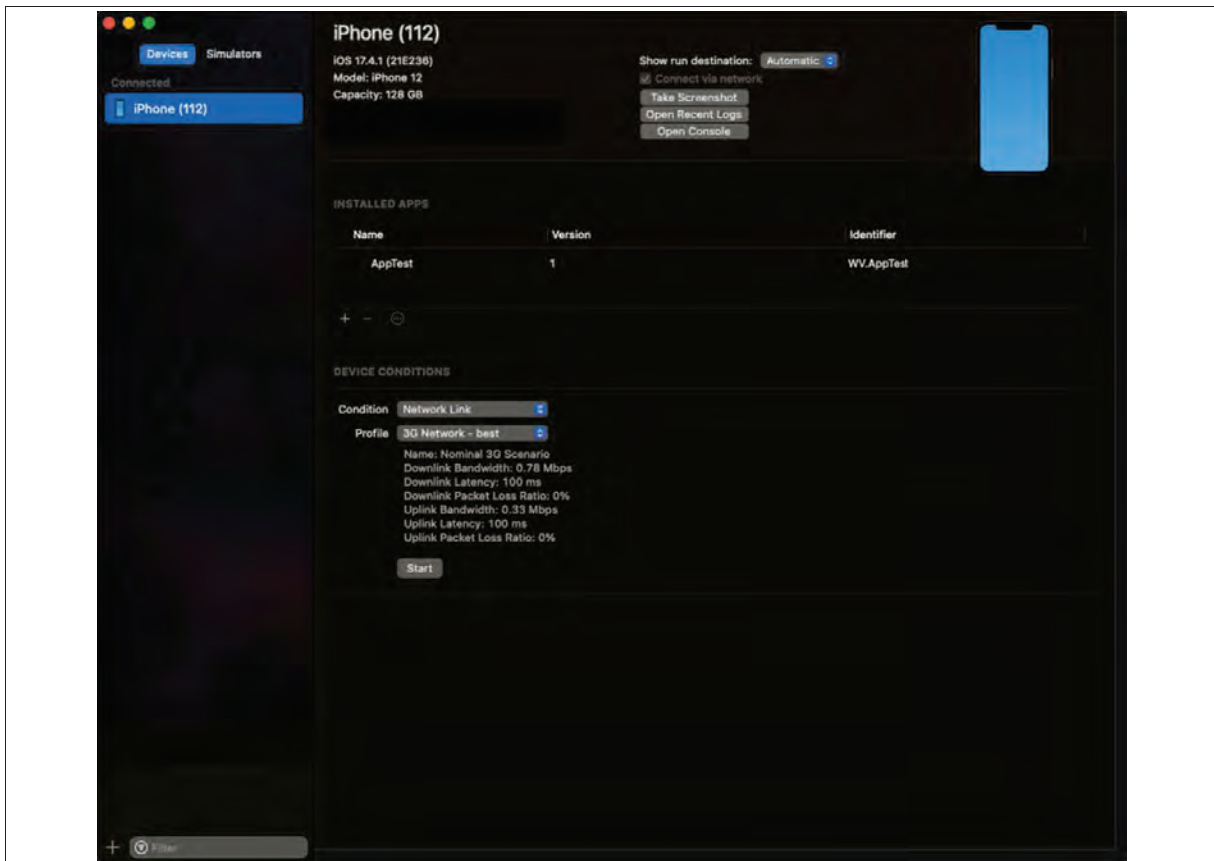 Devices Simulators
Connected
iPhone (112)
iPhone (112)
iOS 17.4.1 (21E236)
Model: iPhone 12
Capacity: 128 GB
Show run destination: Automatic
Connect via network
Take Screenshot
Open Recent Logs
Open Console
INSTALLED APPS
Name Version Identifier
AppTest 1 WV.AppTest
DEVICE CONDITIONS
Condition Network Link
Profile 3G Network - best
Name: Nominal 3G Scenario
Downlink Bandwidth: 0.78 Mbps
Downlink Latency: 100 ms
Downlink Packet Loss Ratio: 0%
Uplink Bandwidth: 0.33 Mbps
Uplink Latency: 100 ms
Uplink Packet Loss Ratio: 0%
Start
Filter